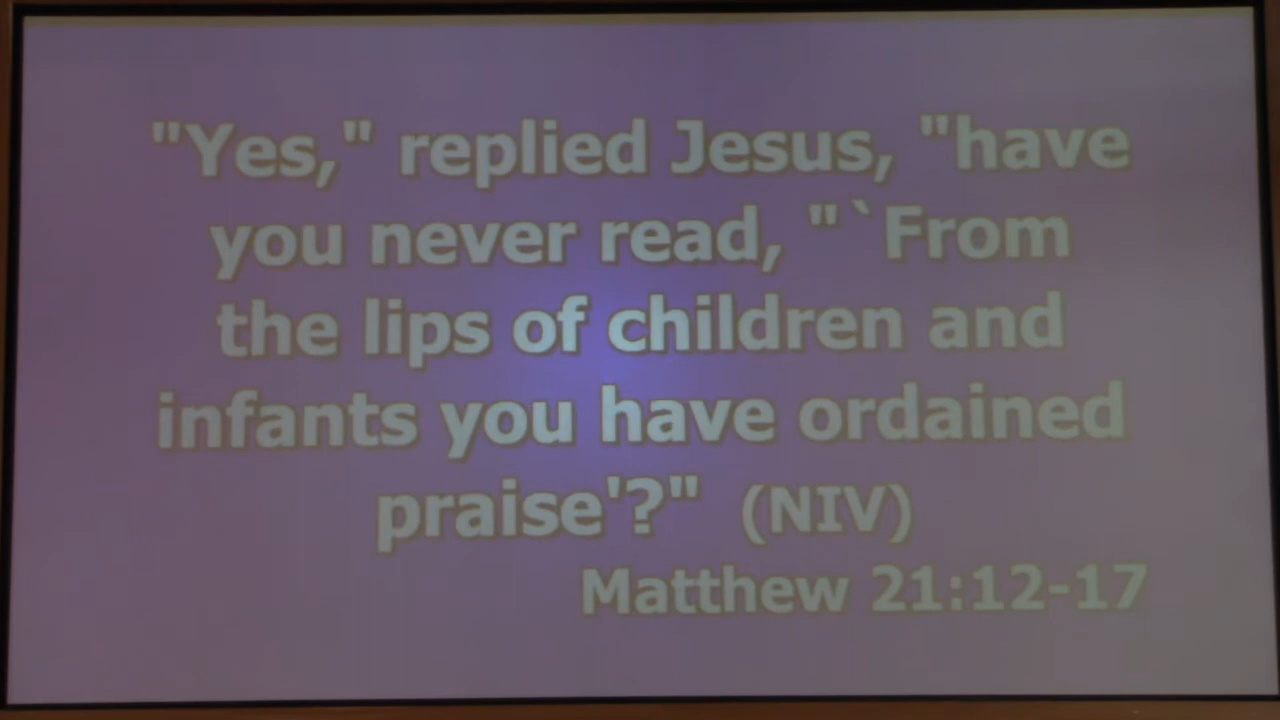 "Yes," replied Jesus, "have
you never read, "`From
the lips of children and
infants you have ordained
praise'?" (NIV)
Matthew 21:12-17